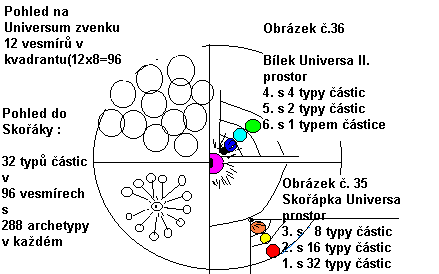 Pohled na
Universum zvenku
12 vesmírů v
kvadrantu(12x8=96
Obrázek č.36
Bílek Universa II.
prostor
4. s 4 typy částic
5. s 2 typy částic
6. s 1 typem částice
Pohled do
Skořáky :
32 typů částic
v
96 vesmírech
s
288 archetypy
v každém
Obrázek č. 35
Skořápka Universa
prostor
3. s   8 typy částic
2. s 16 typy částic
1. s 32 typy částic